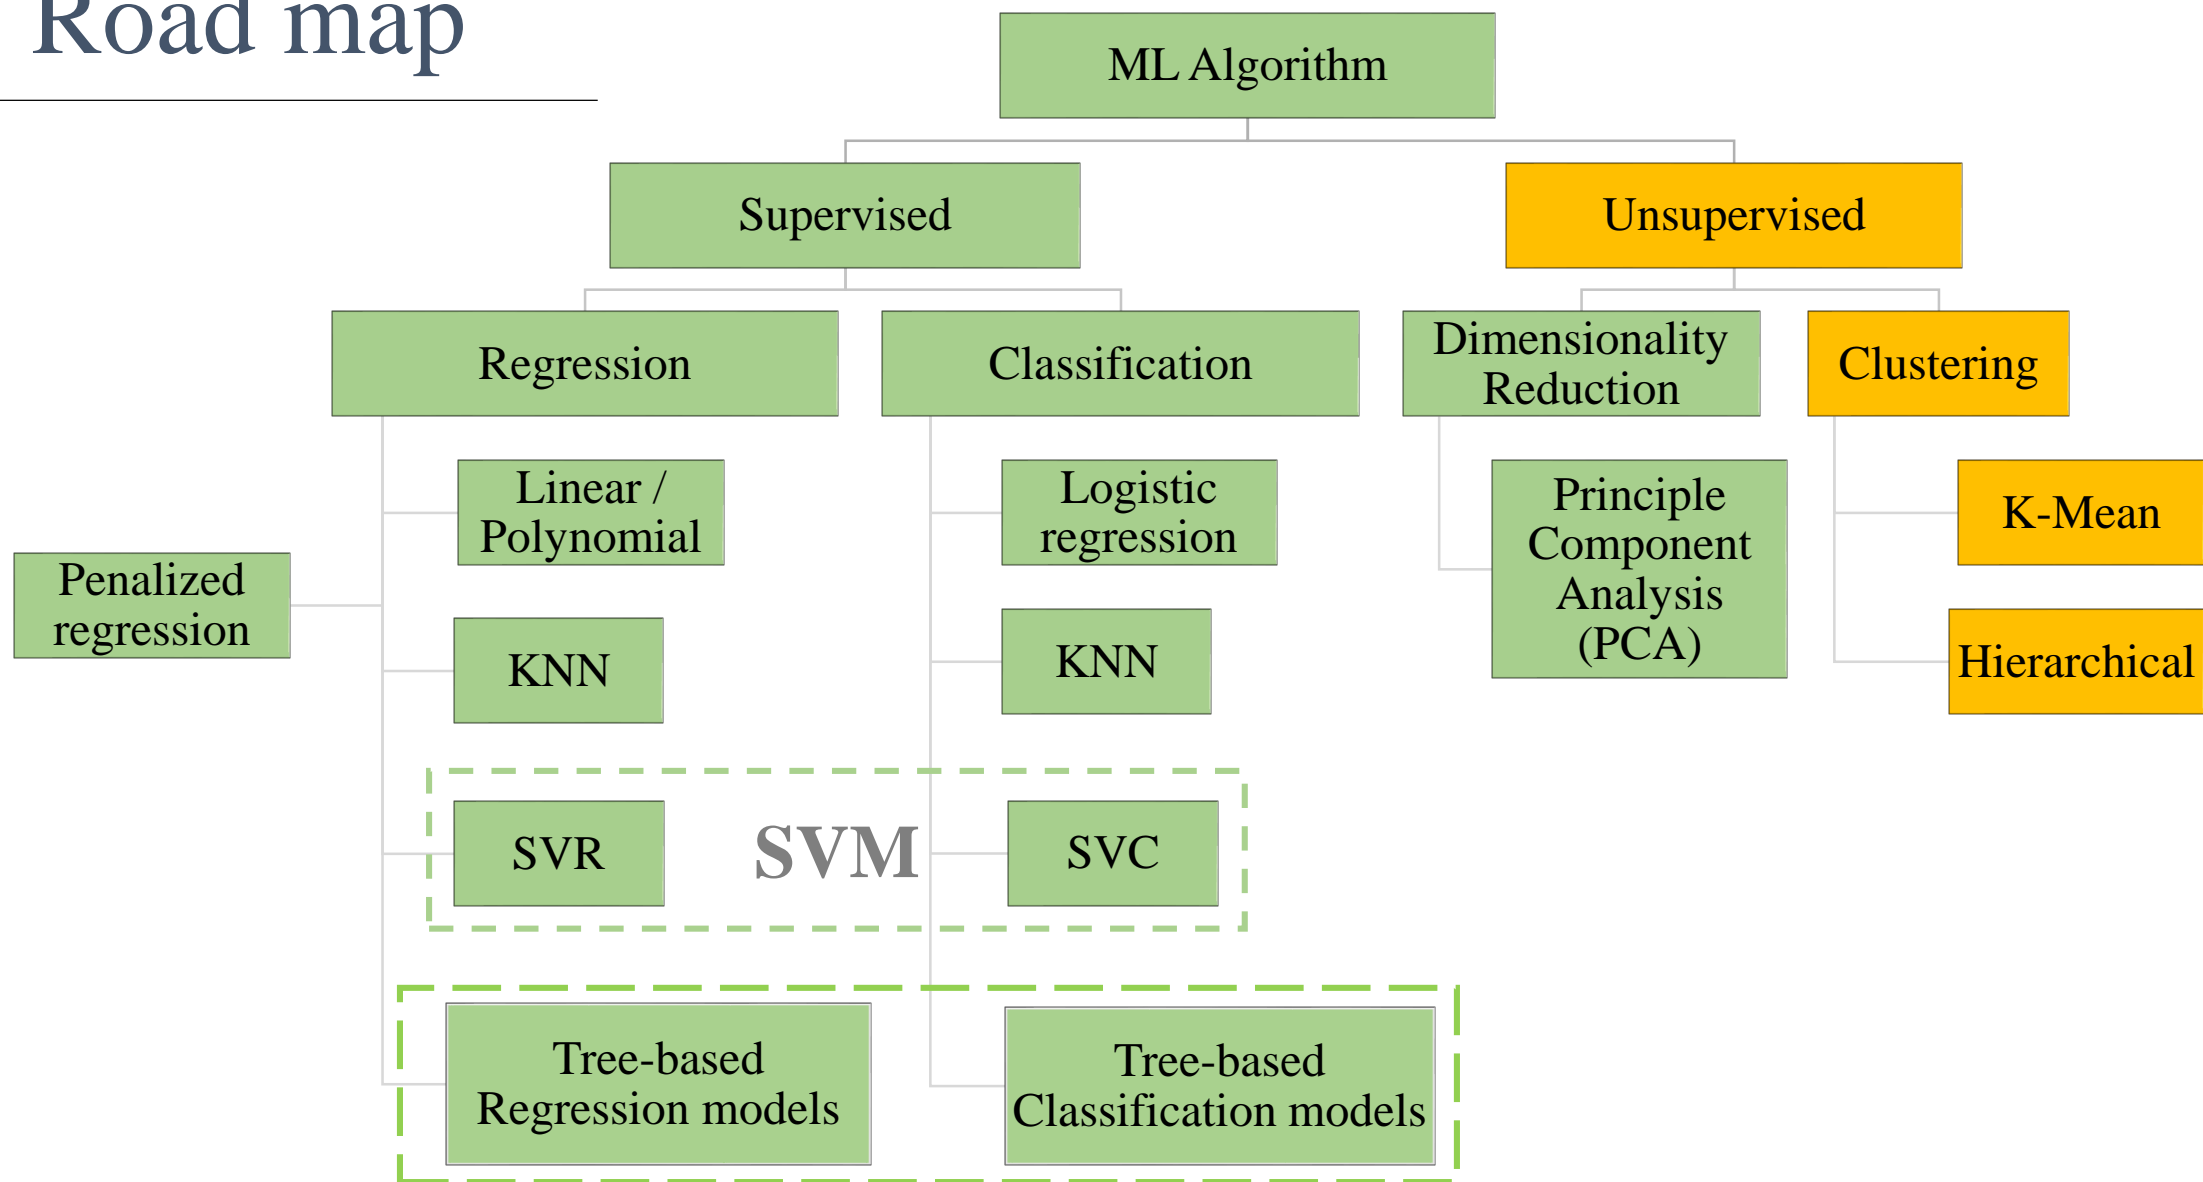 Road map
ML Algorithm
Supervised
Unsupervised
Regression
Classification
Dimensionality
Reduction
Clustering
Linear /
Polynomial
Logistic
regression
Principle
Component
Analysis
(PCA)
K-Mean
Penalized
regression
KNN
KNN
Hierarchical
SVR
SVM
SVC
Tree-based
Regression models
Tree-based
Classification models